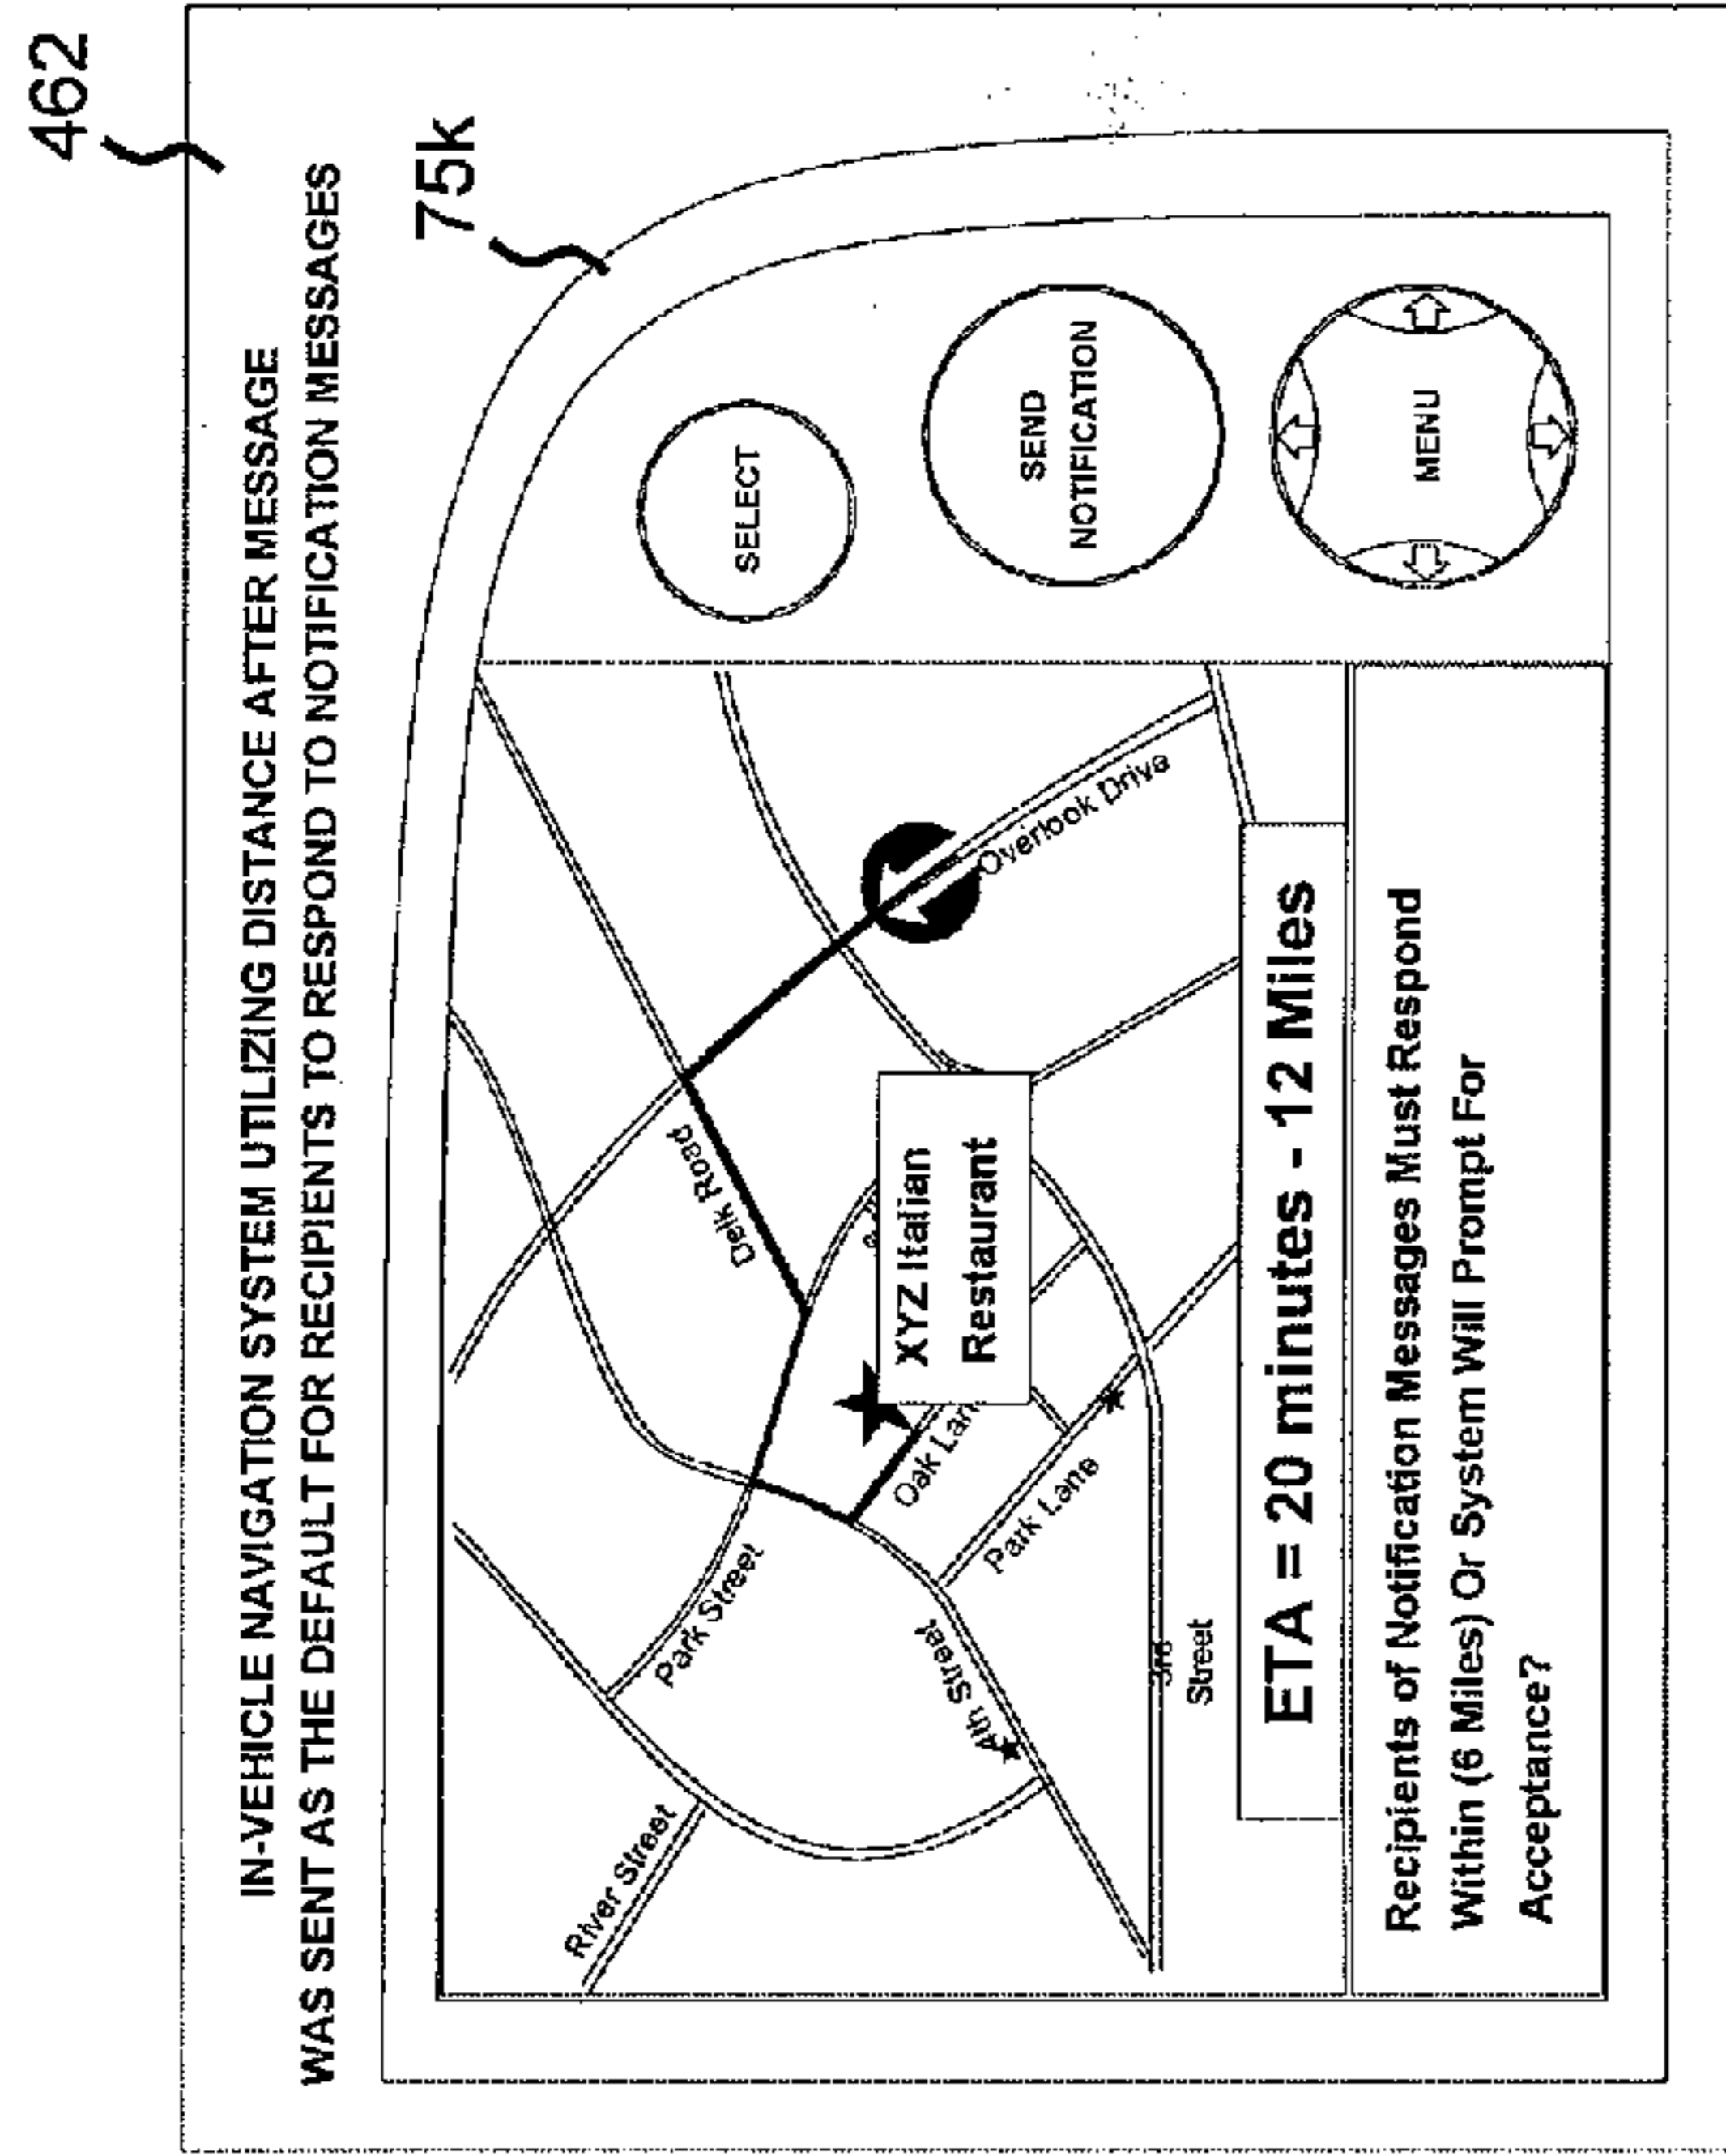 462
IN-VEHICLE NAVIGATION SYSTEM UTILIZING DISTANCE AFTER MESSAGE
WAS SENT AS THE DEFAULT FOR RECIPIENTS TO RESPOND TO NOTIFICATION MESSAGES
75k
River Street
Park Street
Delk Road
Overlook Drive
XYZ Italian
Restaurant
Oak Lan
Park Lane
4th Street
3rd
Street
SELECT
SEND
NOTIFICATION
MENU
ETA = 20 minutes - 12 Miles
Recipients of Notification Messages Must Respond
Within (6 Miles) Or System Will Prompt For
Acceptance?